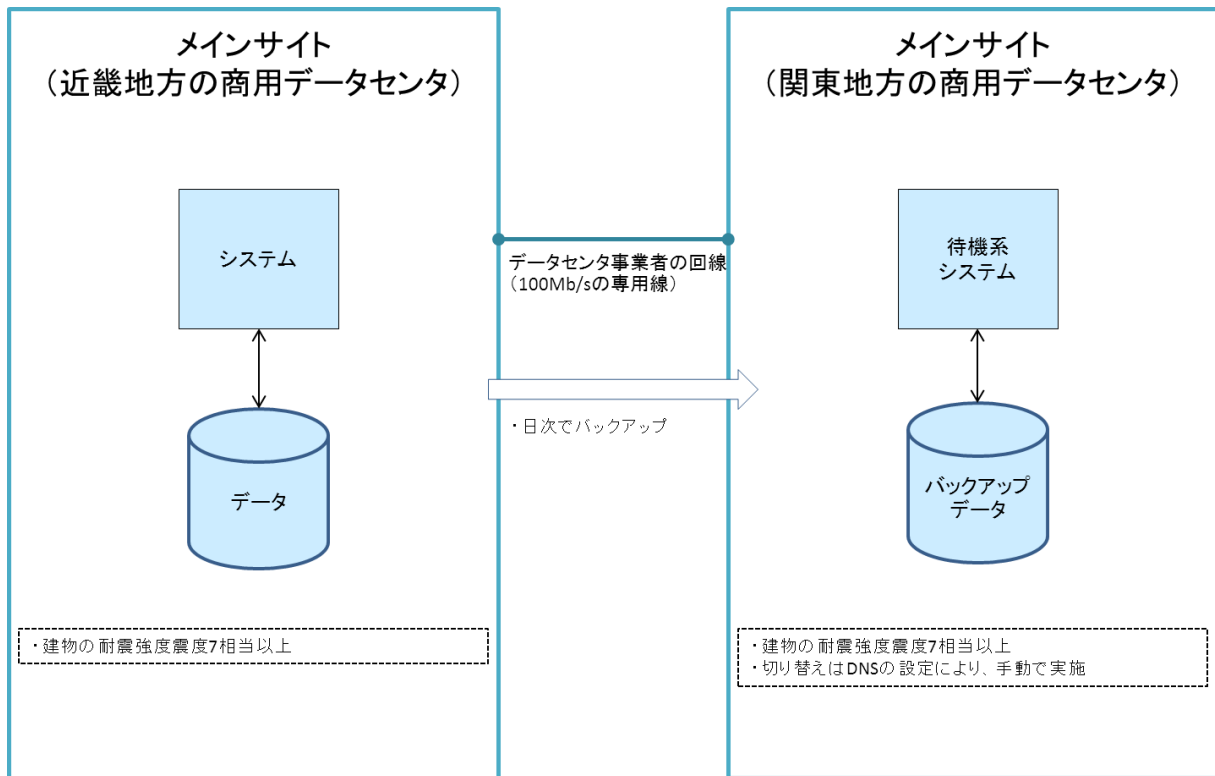 メインサイト
（近畿地方の商用データセンタ）
システム
データ
・建物の耐震強度震度7相当以上
データセンタ事業者の回線
（100Mb/sの専用線）
・日次でバックアップ
メインサイト
（関東地方の商用データセンタ）
待機系
システム
バックアップ
データ
・建物の耐震強度震度7相当以上
・切り替えはDNSの設定により、手動で実施